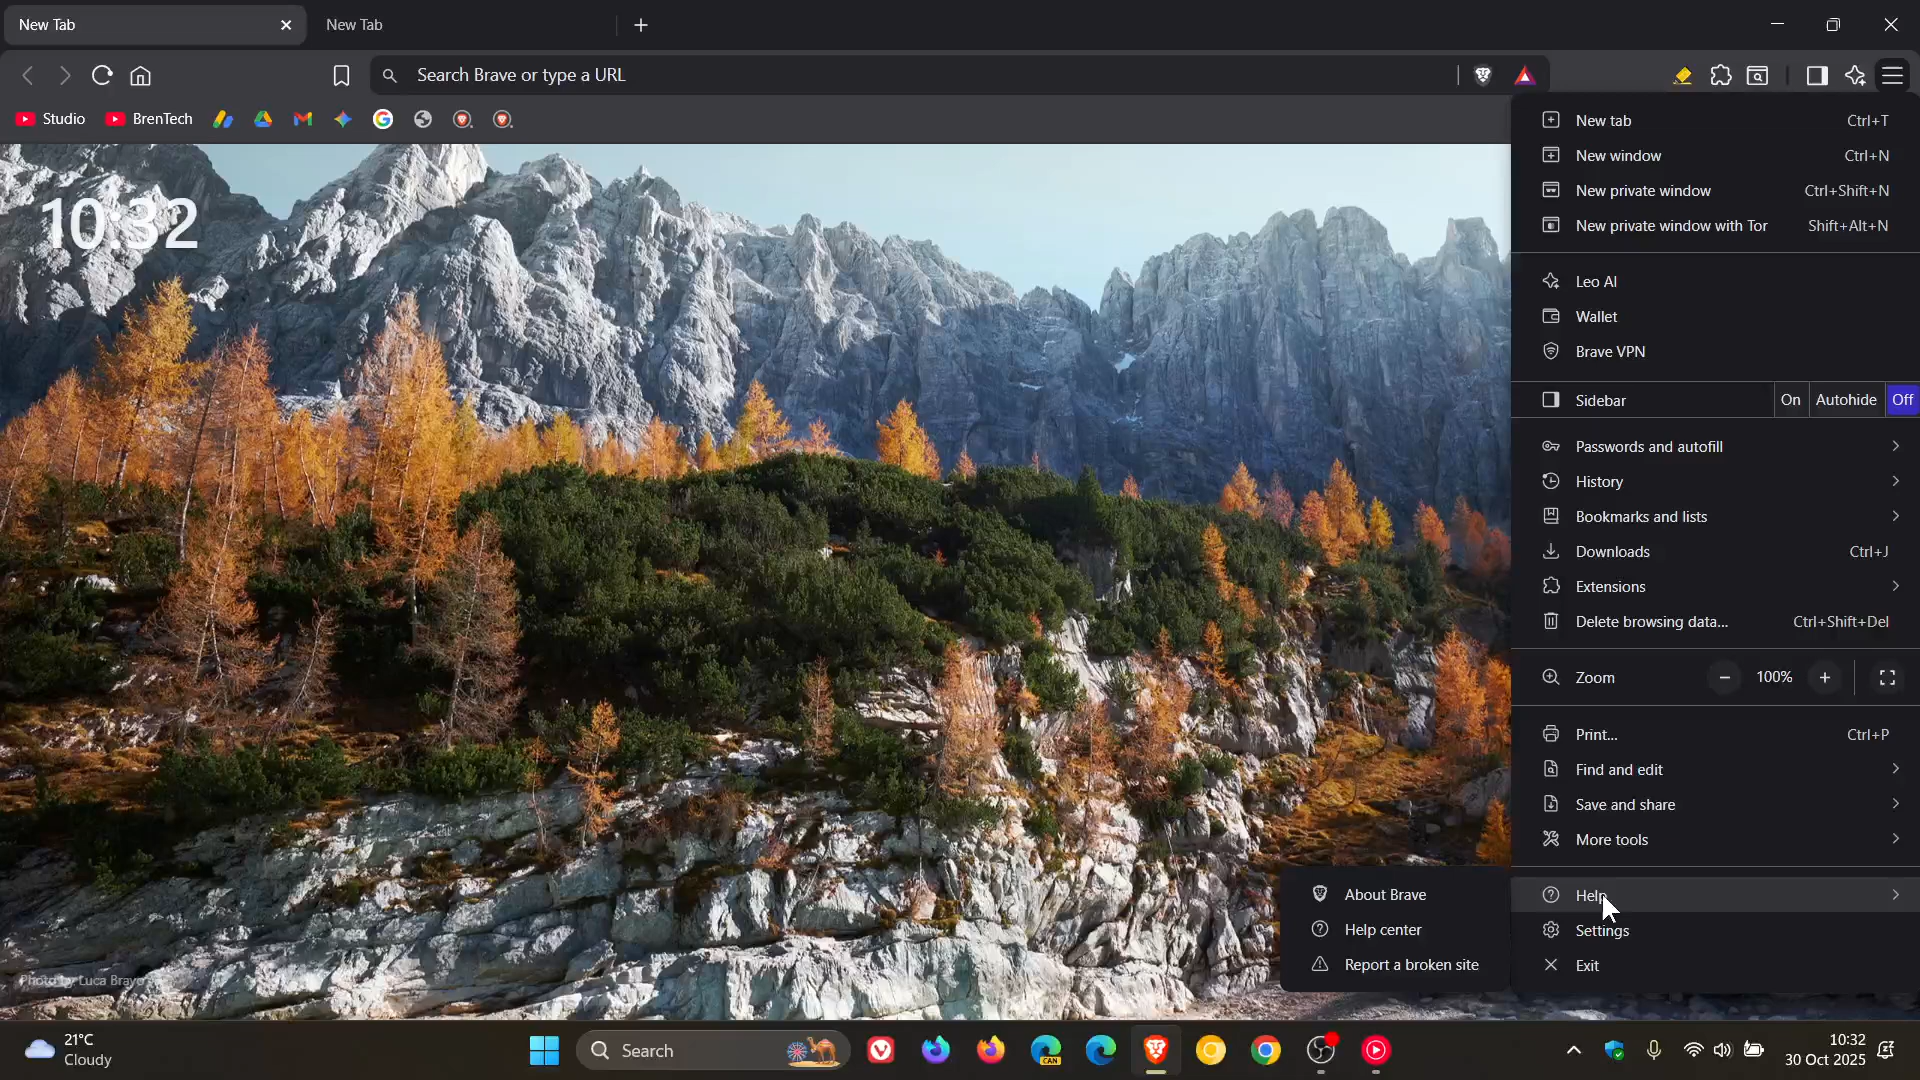 New Tab
New Tab
Search Brave or type a URL
Studio
BrenTech
10:32
New tab Ctrl+T
New window Ctrl+N
New private window Ctrl+Shift+N
New private window with Tor Shift+Alt+N
Leo AI
Wallet
Brave VPN
Sidebar On Autohide Off
Passwords and autofill
History
Bookmarks and lists
Downloads Ctrl+J
Extensions
Delete browsing data... Ctrl+Shift+Del
Zoom − 100% +
Print... Ctrl+P
Find and edit
Save and share
More tools
Help
Settings
Exit
About Brave
Help center
Report a broken site
Photo by Luca Bravo
21°C
Cloudy
Search
CAN
10:32
30 Oct 2025